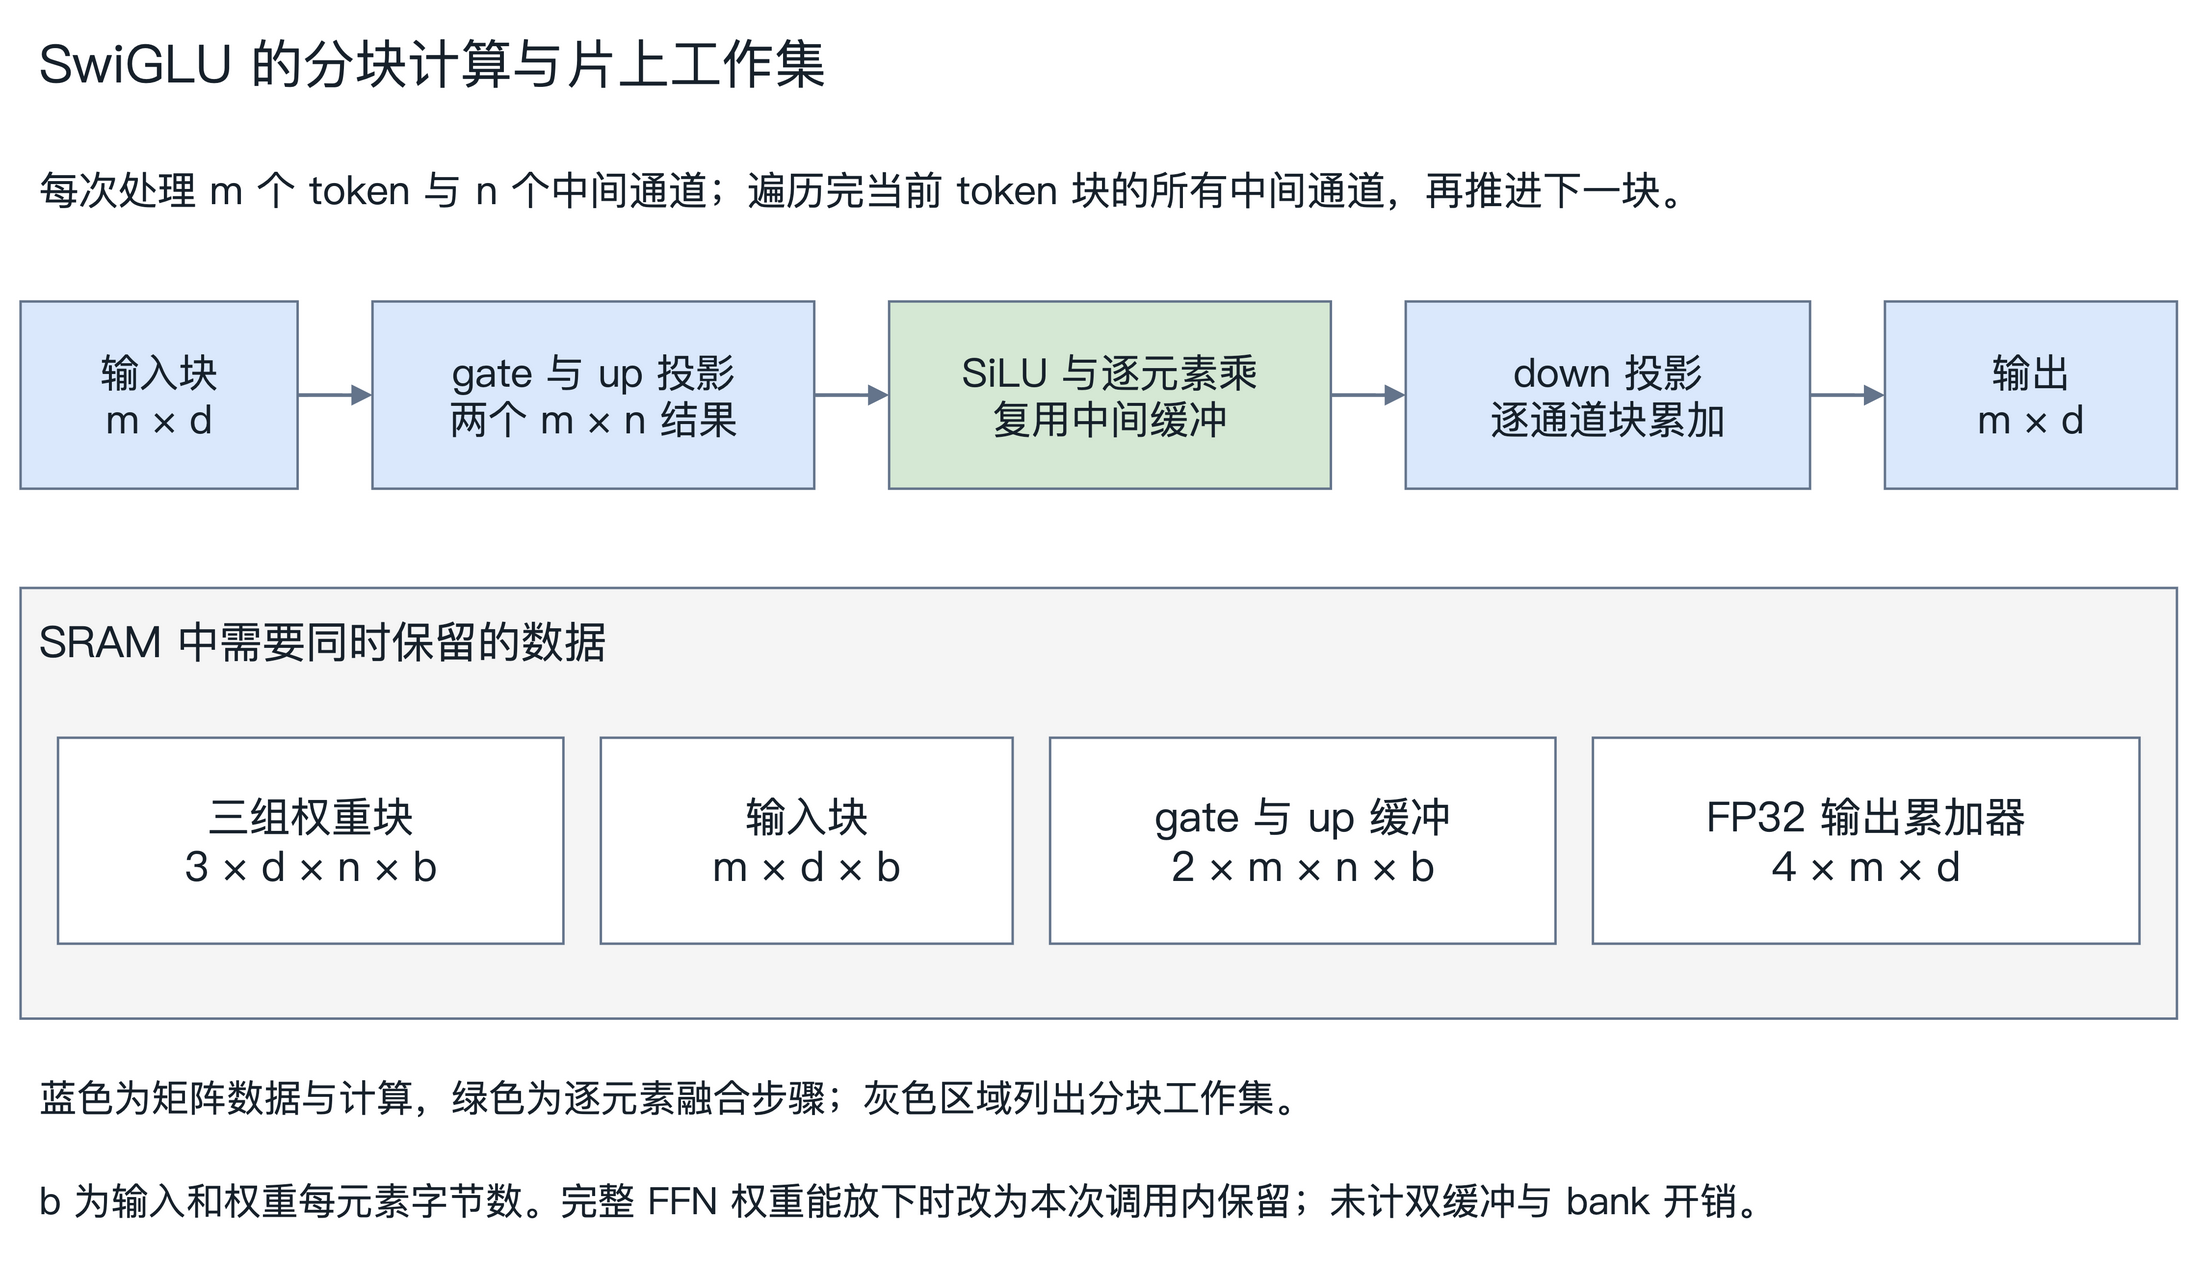 SwiGLU 的分块计算与片上工作集
每次处理 m 个 token 与 n 个中间通道；遍历完当前 token 块的所有中间通道，再推进下一块。
输入块
m × d
gate 与 up 投影
两个 m × n 结果
SiLU 与逐元素乘
复用中间缓冲
down 投影
逐通道块累加
输出
m × d
SRAM 中需要同时保留的数据
三组权重块
3 × d × n × b
输入块
m × d × b
gate 与 up 缓冲
2 × m × n × b
FP32 输出累加器
4 × m × d
蓝色为矩阵数据与计算，绿色为逐元素融合步骤；灰色区域列出分块工作集。
b 为输入和权重每元素字节数。完整 FFN 权重能放下时改为本次调用内保留；未计双缓冲与 bank 开销。